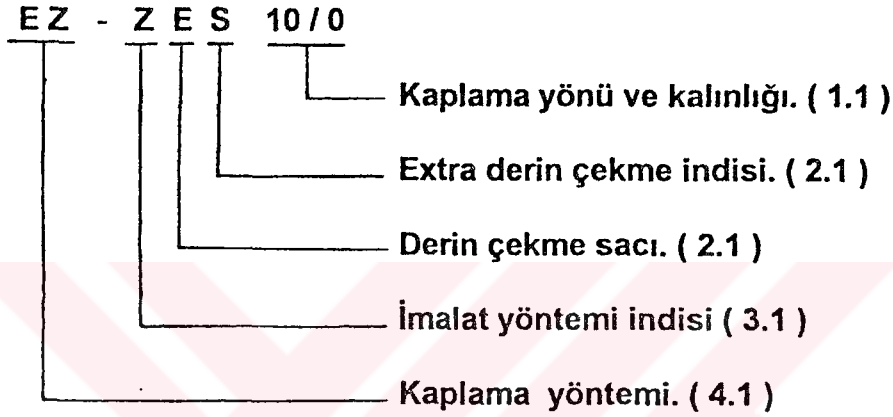 EZ - Z E S 10 / 0
Kaplama yönü ve kalınlığı. ( 1.1 )
Extra derin çekme indisi. ( 2.1 )
Derin çekme sacı. ( 2.1 )
İmalat yöntemi indisi ( 3.1 )
Kaplama yöntemi. ( 4.1 )